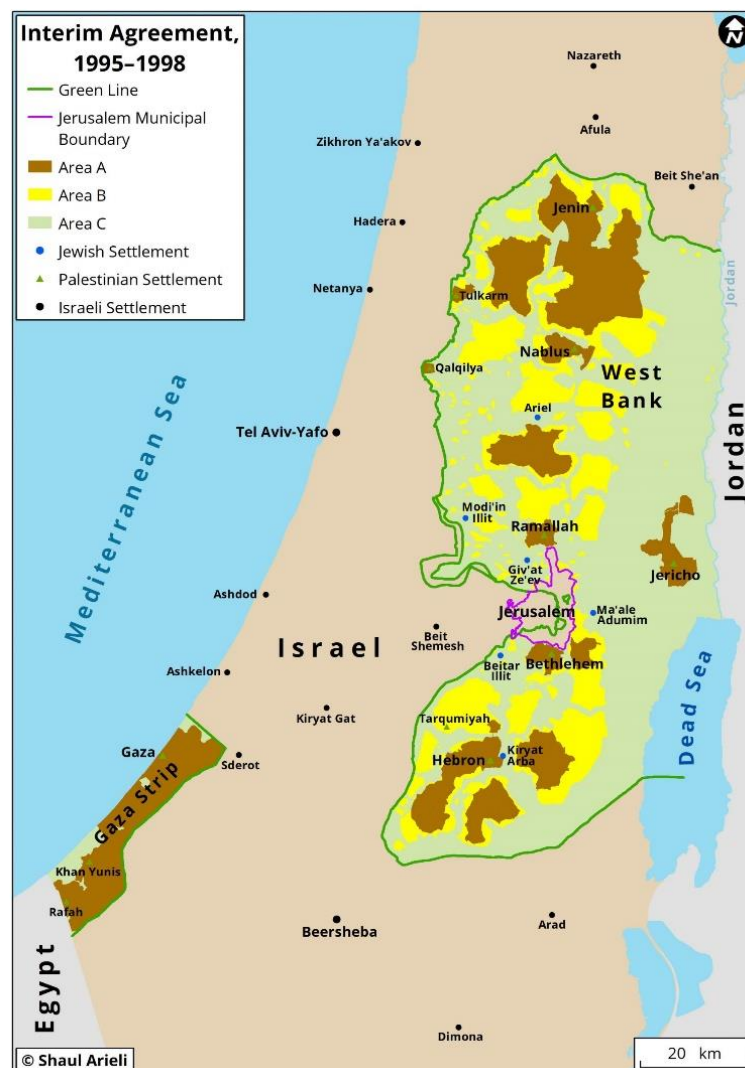 Interim Agreement,
1995–1998
Green Line
Jerusalem Municipal
Boundary
Area A
Area B
Area C
Jewish Settlement
Palestinian Settlement
Israeli Settlement
N
Nazareth
Afula
Zikhron Ya'akov
Beit She'an
Jenin
Hadera
Jordan
Netanya
Tulkarm
Nablus
Qalqilya
West
Bank
Ariel
Mediterranean Sea
Tel Aviv-Yafo
Jordan
Modi'in
Illit
Ramallah
Giv'at
Ze'ev
Jericho
Ashdod
Jerusalem
Ma'ale
Adumim
Beit
Shemesh
Israel
Bethlehem
Beitar
Illit
Ashkelon
Dead Sea
Kiryat Gat
Tarqumiyah
Gaza
Sderot
Hebron
Kiryat
Arba
Gaza Strip
Khan Yunis
Rafah
Beersheba
Arad
Egypt
Dimona
© Shaul Arieli
20 km